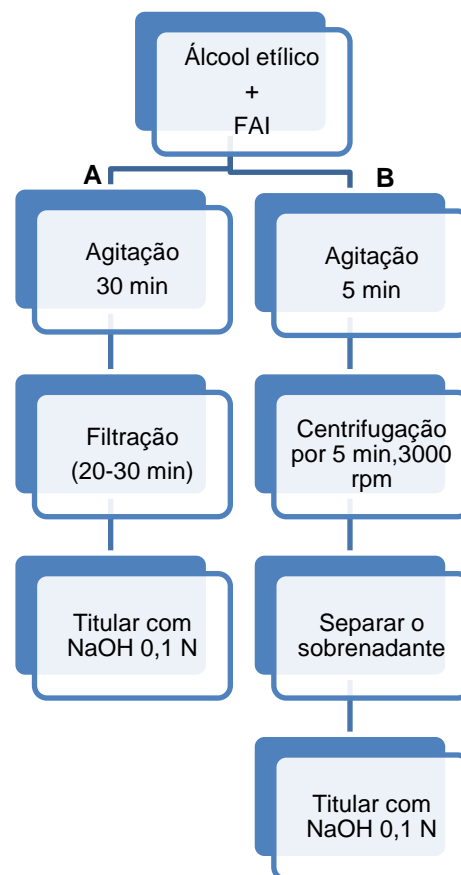 Álcool etílico
+
FAI
A
B
Agitação
30 min
Agitação
5 min
Filtração
(20-30 min)
Centrifugação
por 5 min,3000
rpm
Titular com
NaOH 0,1 N
Separar o
sobrenadante
Titular com
NaOH 0,1 N